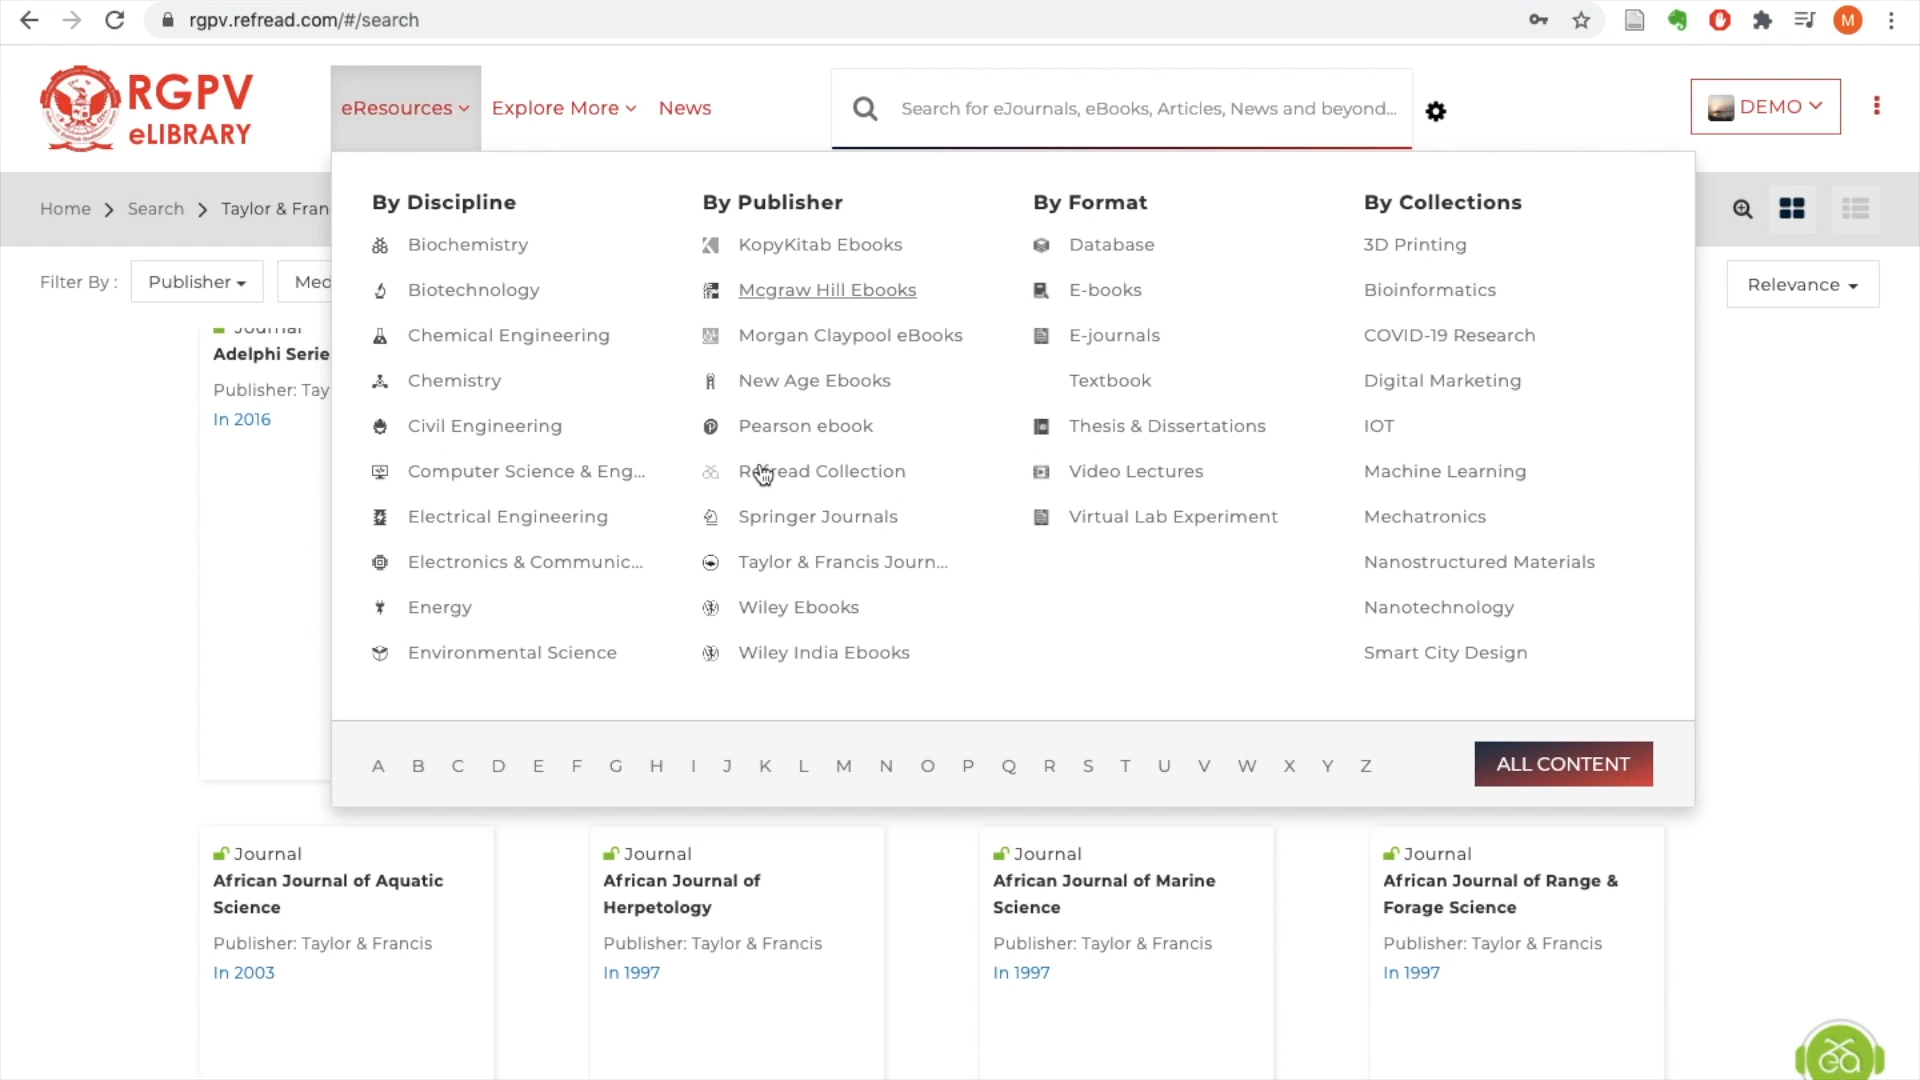 rgpv.refread.com/#/search
M
RGPV
eLIBRARY
eResources
Explore More
News
Search for eJournals, eBooks, Articles, News and beyond...
DEMO
Home
Search
Taylor & Fran
Filter By :
Publisher
Med
Relevance
By Discipline
Biochemistry
Biotechnology
Chemical Engineering
Chemistry
Civil Engineering
Computer Science & Eng...
Electrical Engineering
Electronics & Communic...
Energy
Environmental Science
By Publisher
KopyKitab Ebooks
Mcgraw Hill Ebooks
Morgan Claypool eBooks
New Age Ebooks
Pearson ebook
Refread Collection
Springer Journals
Taylor & Francis Journ...
Wiley Ebooks
Wiley India Ebooks
By Format
Database
E-books
E-journals
Textbook
Thesis & Dissertations
Video Lectures
Virtual Lab Experiment
By Collections
3D Printing
Bioinformatics
COVID-19 Research
Digital Marketing
IOT
Machine Learning
Mechatronics
Nanostructured Materials
Nanotechnology
Smart City Design
A B C D E F G H I J K L M N O P Q R S T U V W X Y Z
ALL CONTENT
Journal
Adelphi Serie
Publisher: Tay
In 2016
Journal
African Journal of Aquatic
Science
Publisher: Taylor & Francis
In 2003
Journal
African Journal of
Herpetology
Publisher: Taylor & Francis
In 1997
Journal
African Journal of Marine
Science
Publisher: Taylor & Francis
In 1997
Journal
African Journal of Range &
Forage Science
Publisher: Taylor & Francis
In 1997